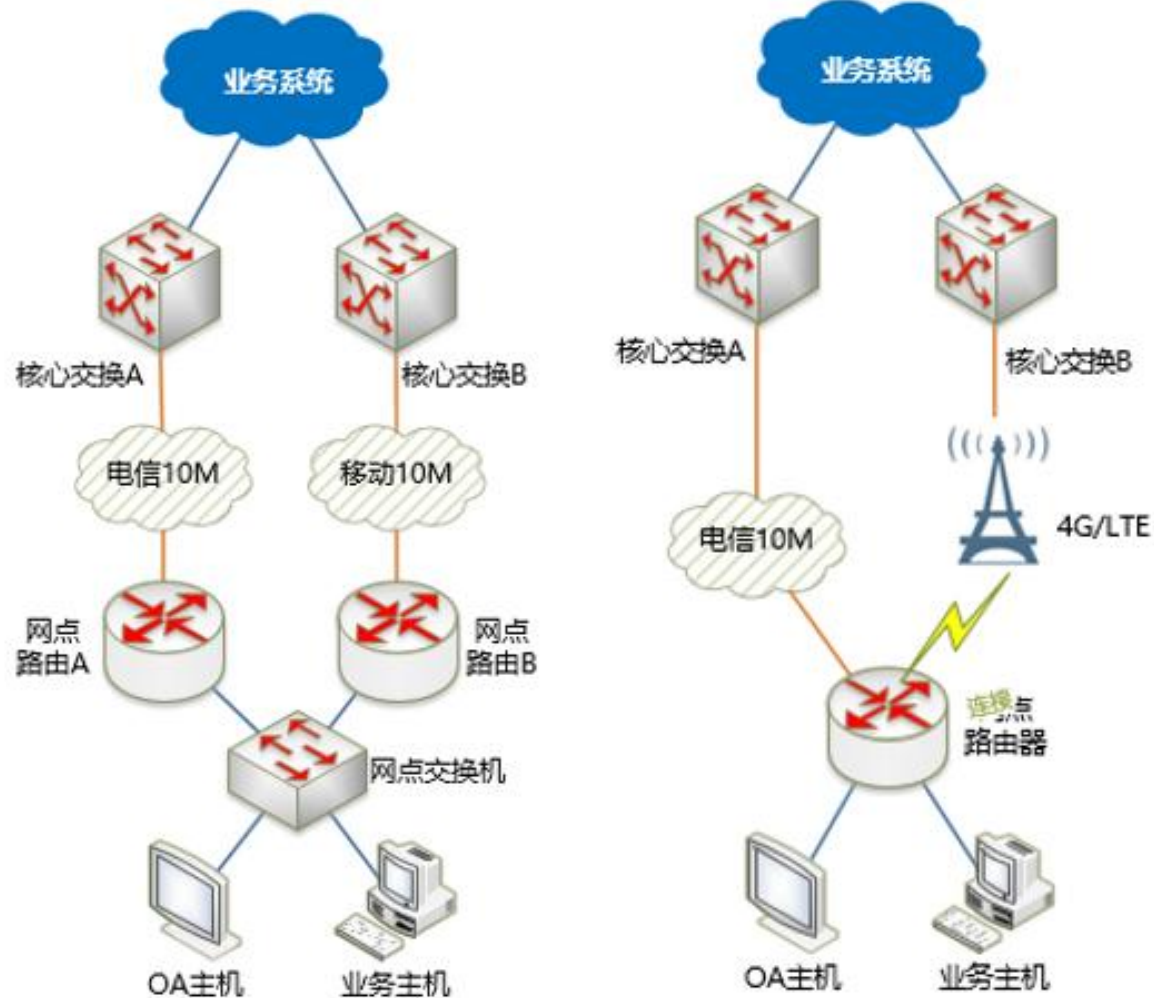 业务系统
核心交换A
核心交换B
电信10M
移动10M
网点
路由A
网点
路由B
网点交换机
OA主机
业务主机
业务系统
核心交换A
核心交换B
电信10M
4G/LTE
连接点
路由器
OA主机
业务主机